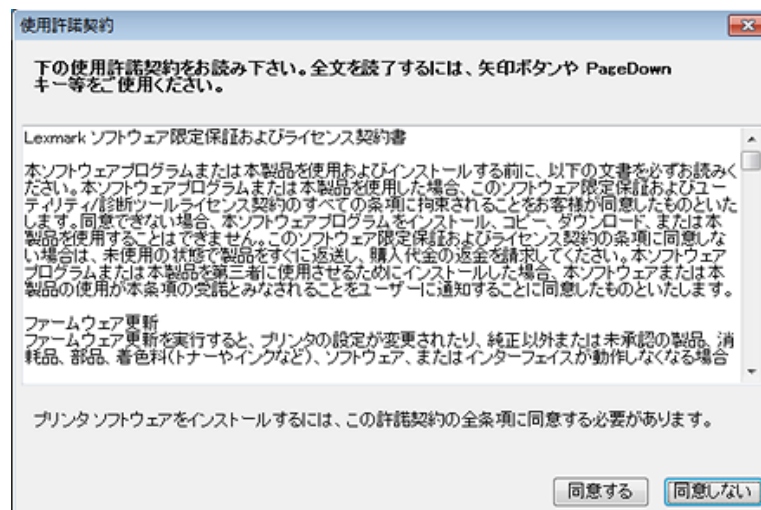 使用許諾契約
下の使用許諾契約をお読み下さい。全文を読了するには、矢印ボタンや PageDown
キー等をご使用ください。
Lexmark ソフトウェア限定保証およびライセンス契約書
本ソフトウェアプログラムまたは本製品を使用およびインストールする前に、以下の文書を必ずお読みく
ださい。本ソフトウェアプログラムまたは本製品を使用した場合、このソフトウェア限定保証およびユー
ティリティ/診断ツールライセンス契約のすべての条項に拘束されることをお客様が同意したものといた
します。同意できない場合、本ソフトウェアプログラムをインストール、コピー、ダウンロード、または本
製品を使用することはできません。このソフトウェア限定保証およびライセンス契約の条項に同意しな
い場合は、未使用の状態で製品をすぐに返送し、購入代金の返金を請求してください。本ソフトウェア
プログラムまたは本製品を第三者に使用させるためにインストールした場合、本ソフトウェアまたは本
製品の使用が本条項の受諾とみなされることをユーザーに通知することに同意したものといたします。
ファームウェア更新
ファームウェア更新を実行すると、プリンタの設定が変更されたり、純正以外または未承認の製品、消
耗品、部品、着色料(トナーやインクなど)、ソフトウェア、またはインターフェイスが動作しなくなる場合
プリンタソフトウェアをインストールするには、この許諾契約の全条項に同意する必要があります。
同意する
同意しない